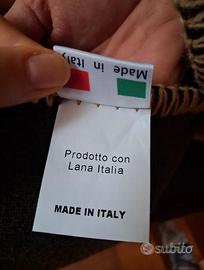 Made in Italy
Prodotto con
Lana Italia
MADE IN ITALY
subito